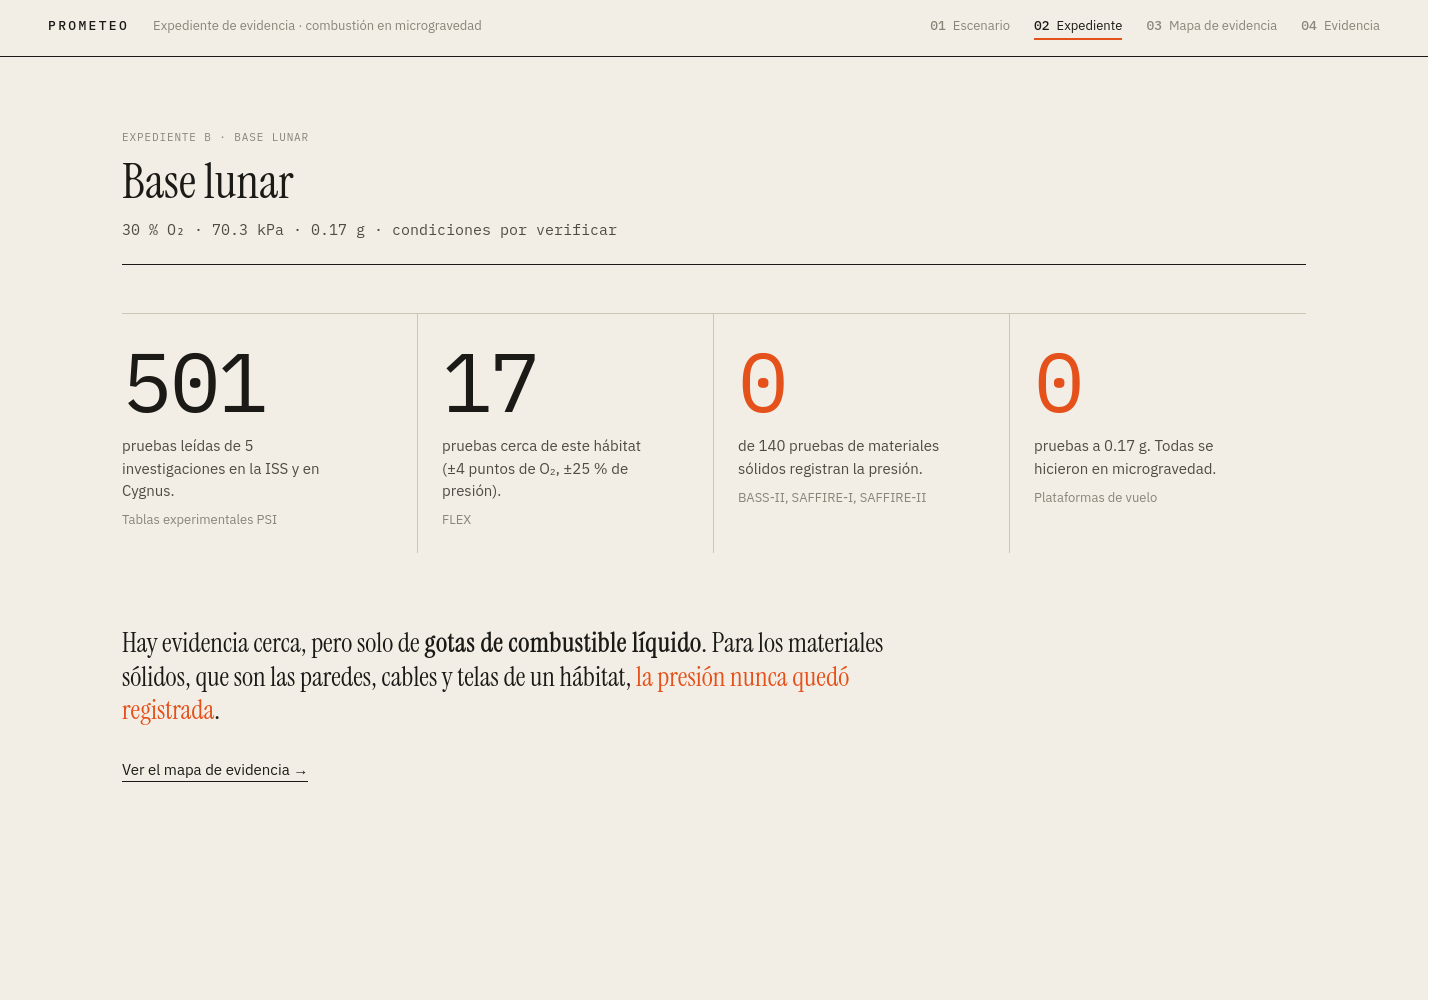 PROMETEO
Expediente de evidencia · combustión en microgravedad
01 Escenario
02 Expediente
03 Mapa de evidencia
04 Evidencia
EXPEDIENTE B · BASE LUNAR
Base lunar
30 % O₂ · 70.3 kPa · 0.17 g · condiciones por verificar
501
pruebas leídas de 5
investigaciones en la ISS y en
Cygnus.
Tablas experimentales PSI
17
pruebas cerca de este hábitat
(±4 puntos de O₂, ±25 % de
presión).
FLEX
0
de 140 pruebas de materiales
sólidos registran la presión.
BASS-II, SAFFIRE-I, SAFFIRE-II
0
pruebas a 0.17 g. Todas se
hicieron en microgravedad.
Plataformas de vuelo
Hay evidencia cerca, pero solo de gotas de combustible líquido. Para los materiales
sólidos, que son las paredes, cables y telas de un hábitat, la presión nunca quedó
registrada.
Ver el mapa de evidencia →